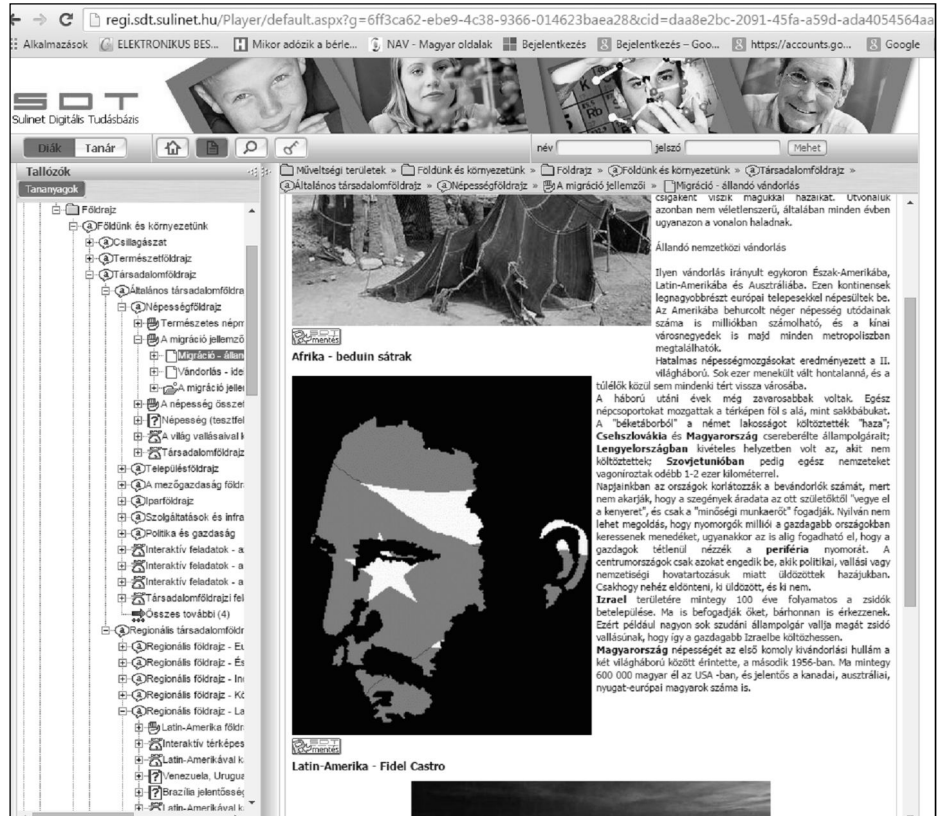 regi.sdt.sulinet.hu/Player/default.aspx?g=6ff3ca62-ebe9-4c38-9366-014623baea28&cid=daa8e2bc-2091-45fa-a59d-ada4054564aa
Alkalmazások ELEKTRONIKUS BES... Mikor adózik a bérle... NAV - Magyar oldalak Bejelentkezés Bejelentkezés – Goo... https://accounts.go... Google
SDT
Sulinet Digitális Tudásbázis
Diák Tanár név jelszó Mehet
Tallózók
Tananyagok
Földrajz
Földünk és környezetünk
Csillagászat
Természetföldrajz
Társadalomföldrajz
Általános társadalomföldra
Népességföldrajz
Természetes népm
A migráció jellemző
Migráció - állan
Vándorlás - ide
A migráció jeller
A népesség összet
Népesség (tesztfel
A világ vallásaival k
Társadalomföldrajz
Településföldrajz
A mezőgazdaság földr
Iparföldrajz
Szolgáltatások és infra
Politika és gazdaság
Interaktív feladatok - a
Interaktív feladatok - a
Interaktív feladatok - a
Társadalomföldrajzi fel
Összes további (4)
Regionális társadalomföldr
Regionális földrajz - Eu
Regionális földrajz - És
Regionális földrajz - Ini
Regionális földrajz - Kö
Regionális földrajz - La
Latin-Amerika földr
Interaktív térképes
Latin-Amerikával k
Venezuela, Urugua
Brazília jelentőség
Latin-Amerikával k
Műveltségi területek » Földünk és környezetünk » Földrajz » Földünk és környezetünk » Társadalomföldrajz »
Általános társadalomföldrajz » Népességföldrajz » A migráció jellemzői » Migráció - állandó vándorlás
csigaként viszik magukkal hazáikat. Útvonaluk
azonban nem véletlenszerű, általában minden évben
ugyanazon a vonalon haladnak.
Állandó nemzetközi vándorlás
Ilyen vándorlás irányult egykoron Észak-Amerikába,
Latin-Amerikába és Ausztráliába. Ezen kontinensek
legnagyobbrészt európai telepesekkel népesültek be.
Az Amerikába behurcolt néger népesség utódainak
száma is milliókban számolható, és a kínai
városnegyedek is majd minden metropoliszban
megtalálhatók.
Hatalmas népességmozgásokat eredményezett a II.
világháború. Sok ezer menekült vált hontalanná, és a
túlélők közül sem mindenki tért vissza városába.
A háború utáni évek még zavarosabbak voltak. Egész
népcsoportokat mozgattak a térképen föl s alá, mint sakkbábukat.
A "béketáborból" a német lakosságot költöztették "haza";
Csehszlovákia és Magyarország csereberélte állampolgárait;
Lengyelországban kivételes helyzetben volt az, akit nem
költöztettek; Szovjetunióban pedig egész nemzeteket
vagoníroztak odébb 1-2 ezer kilométerrel.
Napjainkban az országok korlátozzák a bevándorlók számát, mert
nem akarják, hogy a szegények áradata az ott születőktől "vegye el
a kenyeret", és csak a "minőségi munkaerőt" fogadják. Nyilván nem
lehet megoldás, hogy nyomorgók milliói a gazdagabb országokban
keressenek menedéket, ugyanakkor az is alig fogadható el, hogy a
gazdagok tétlenül nézzék a periféria nyomorát. A
centrumországok csak azokat engedik be, akik politikai, vallási vagy
nemzetiségi hovatartozásuk miatt üldözöttek hazájukban.
Csakhogy nehéz eldönteni, ki üldözött, és ki nem.
Izrael területére mintegy 100 éve folyamatos a zsidók
betelepülése. Ma is befogadják őket, bárhonnan is érkezzenek.
Ezért például nagyon sok szudáni állampolgár vallja magát zsidó
vallásúnak, hogy így a gazdagabb Izraelbe költözhessen.
Magyarország népességét az első komoly kivándorlási hullám a
két világháború között érintette, a második 1956-ban. Ma mintegy
600 000 magyar él az USA -ban, és jelentős a kanadai, ausztráliai,
nyugat-európai magyarok száma is.
SDT
mentés
Afrika - beduin sátrak
SDT
mentés
Latin-Amerika - Fidel Castro